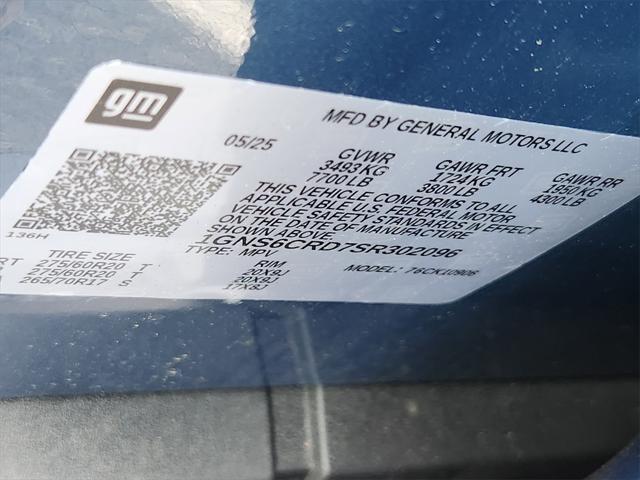 gm
MFD BY GENERAL MOTORS LLC
05/25
GVWR GAWR FRT GAWR RR
3493 KG 1724 KG 1950 KG
7700 LB 3800 LB 4300 LB
THIS VEHICLE CONFORMS TO ALL
APPLICABLE U.S. FEDERAL MOTOR
VEHICLE SAFETY STANDARDS IN EFFECT
ON THE DATE OF MANUFACTURE
SHOWN ABOVE
136H
1GNS6CRD7SR302096
TYPE: MPV MODEL: 76CK10906
TIRE SIZE RIM
275/60R20 T 20X9J
275/60R20 T 20X9J
265/70R17 S 17X8J